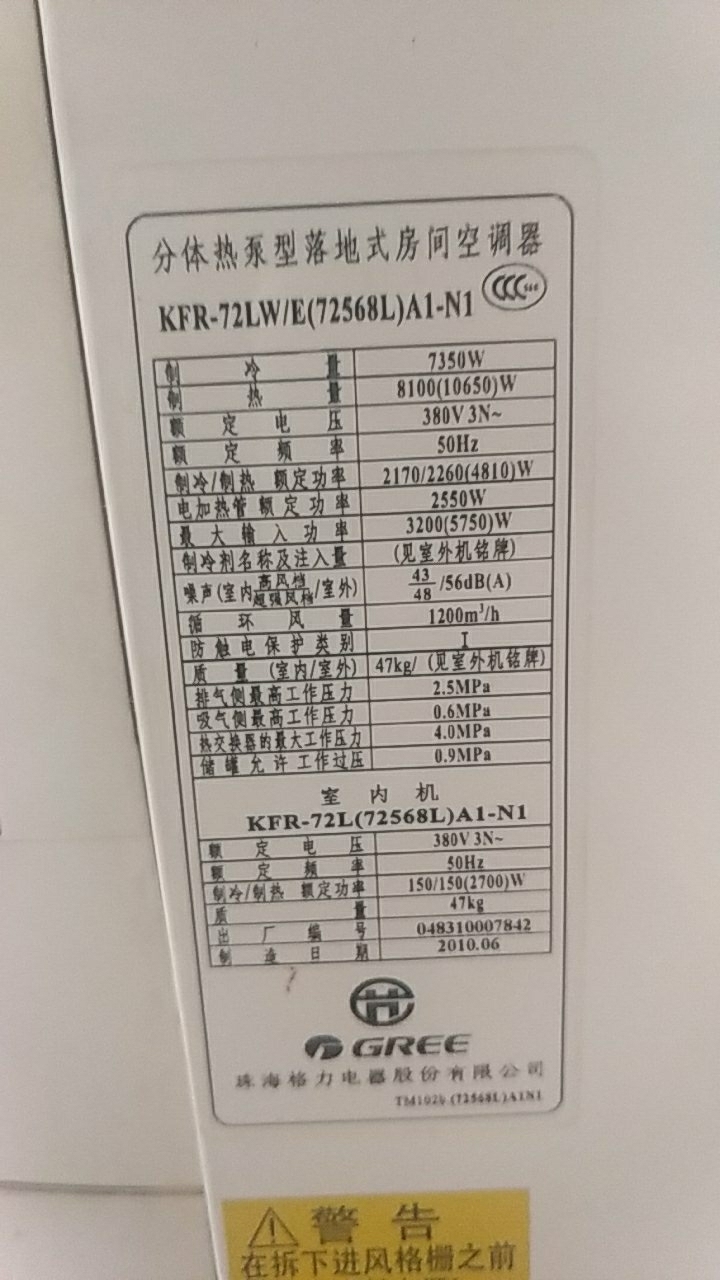 分体热泵型落地式房间空调器
KFR-72LW/E(72568L)A1-N1
制冷量 7350W
制热量 8100(10650)W
额定电压 380V 3N~
额定频率 50Hz
制冷/制热 额定功率 2170/2260(4810)W
电加热管额定功率 2550W
最大输入功率 3200(5750)W
制冷剂名称及注入量 (见室外机铭牌)
噪声(室内高风档/超强风档/室外) 43/48/56dB(A)
循环风量 1200m³/h
防触电保护类别 I
质量 (室内/室外) 47kg/ (见室外机铭牌)
排气侧最高工作压力 2.5MPa
吸气侧最高工作压力 0.6MPa
热交换器的最大工作压力 4.0MPa
储罐允许工作过压 0.9MPa
室内机
KFR-72L(72568L)A1-N1
额定电压 380V 3N~
额定频率 50Hz
制冷/制热 额定功率 150/150(2700)W
质量 47kg
出厂编号 048310007842
制造日期 2010.06
GREE
珠海格力电器股份有限公司
警告
在拆下进风格栅之前